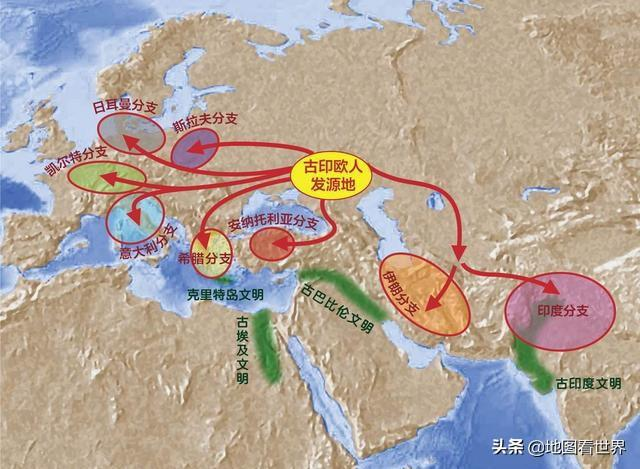 日耳曼分支
斯拉夫分支
凯尔特分支
古印欧人
发源地
意大利分支
希腊分支
安纳托利亚分支
伊朗分支
印度分支
克里特岛文明
古巴比伦文明
古埃及文明
古印度文明
头条 @地图看世界